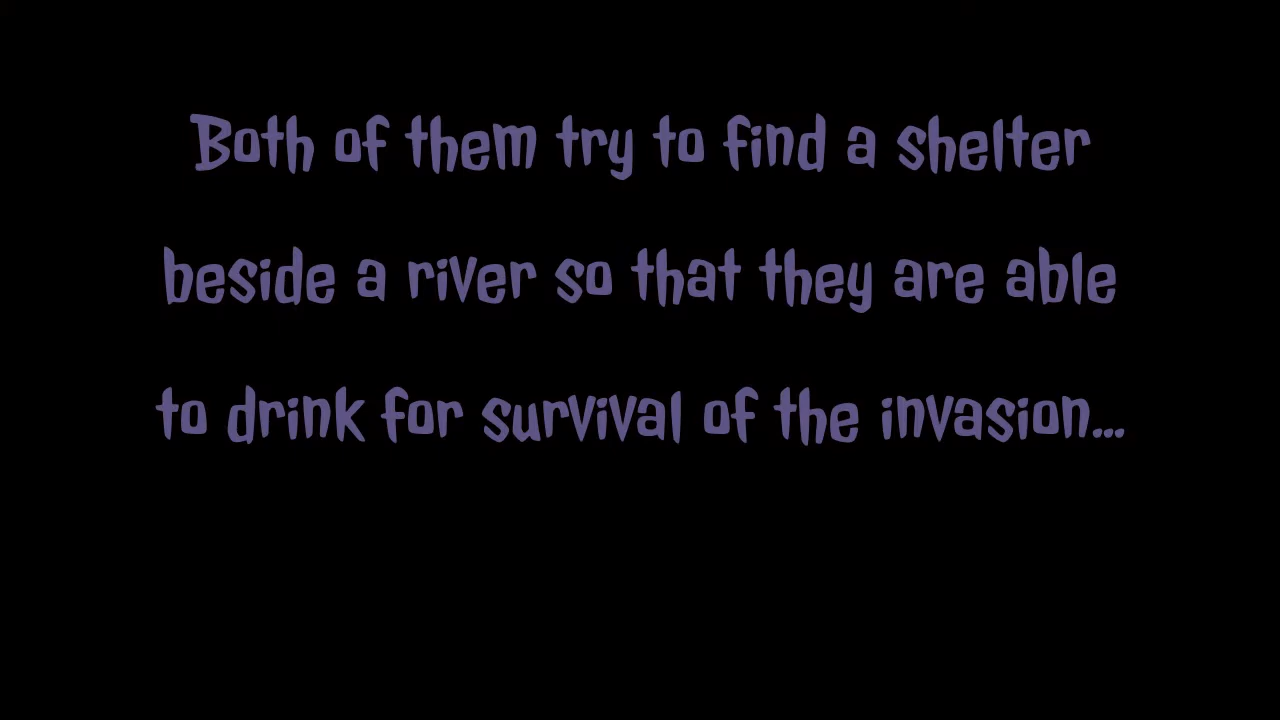 Both of them try to find a shelter
beside a river so that they are able
to drink for survival of the invasion...